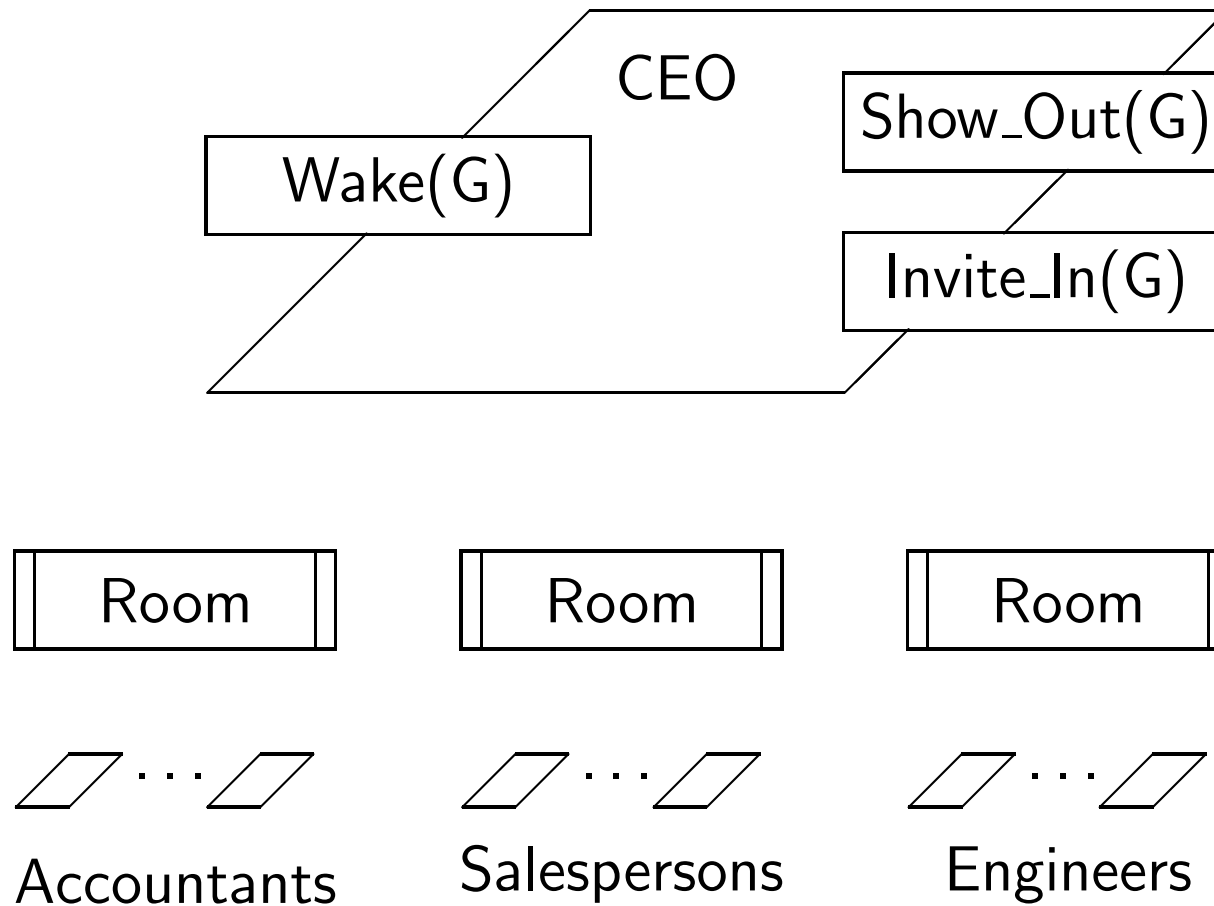 CEO
Show_Out(G)
Wake(G)
Invite_In(G)
Room Room Room
. . . . . . . . .
Accountants Salespersons Engineers